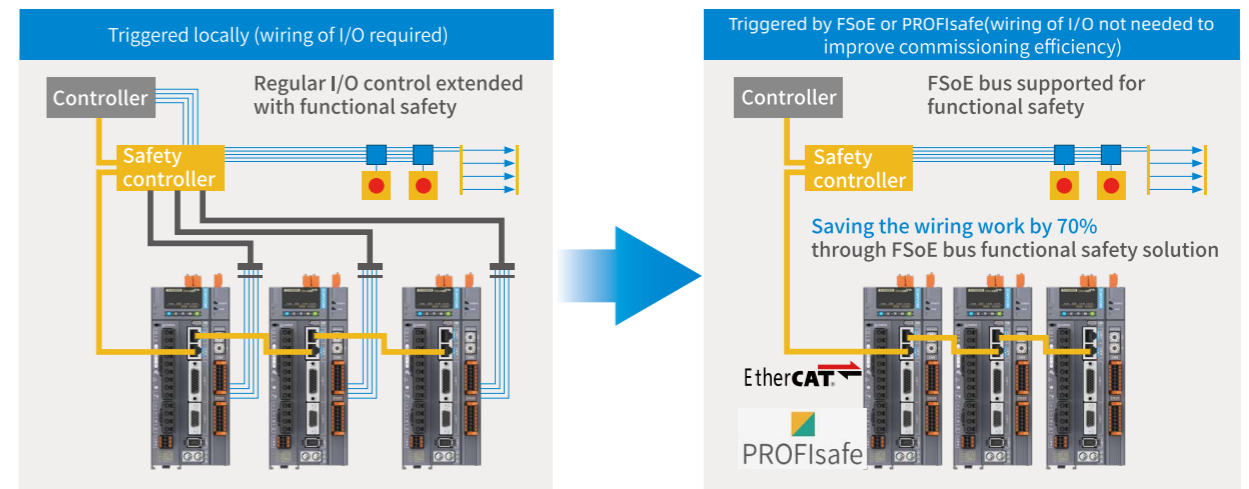 Triggered locally (wiring of I/O required)
Controller
Regular I/O control extended
with functional safety
Safety
controller
Triggered by FSoE or PROFIsafe(wiring of I/O not needed to
improve commissioning efficiency)
Controller
FSoE bus supported for
functional safety
Safety
controller
Saving the wiring work by 70%
through FSoE bus functional safety solution
EtherCAT
PROFIsafe